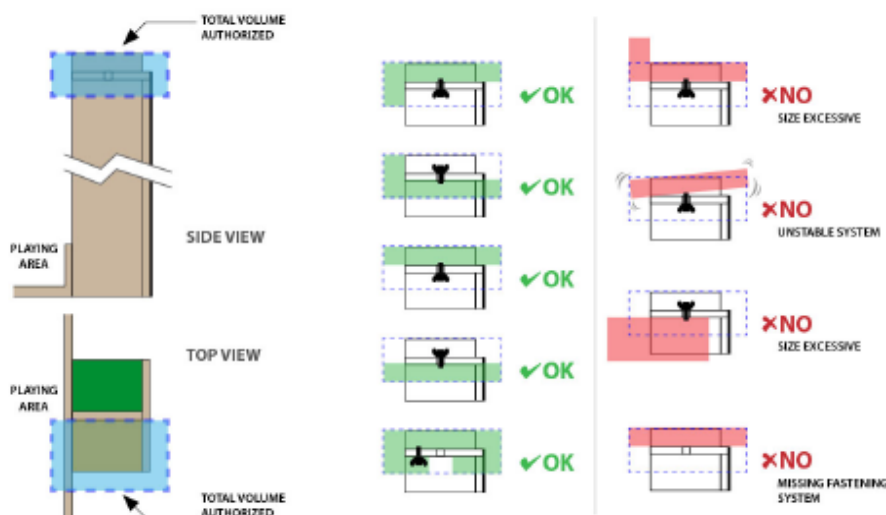 TOTAL VOLUME
AUTHORIZED
SIDE VIEW
PLAYING
AREA
TOP VIEW
PLAYING
AREA
TOTAL VOLUME
AUTHORIZED
✔OK
✔OK
✔OK
✔OK
✔OK
✖NO
SIZE EXCESSIVE
✖NO
UNSTABLE SYSTEM
✖NO
SIZE EXCESSIVE
✖NO
MISSING FASTENING
SYSTEM